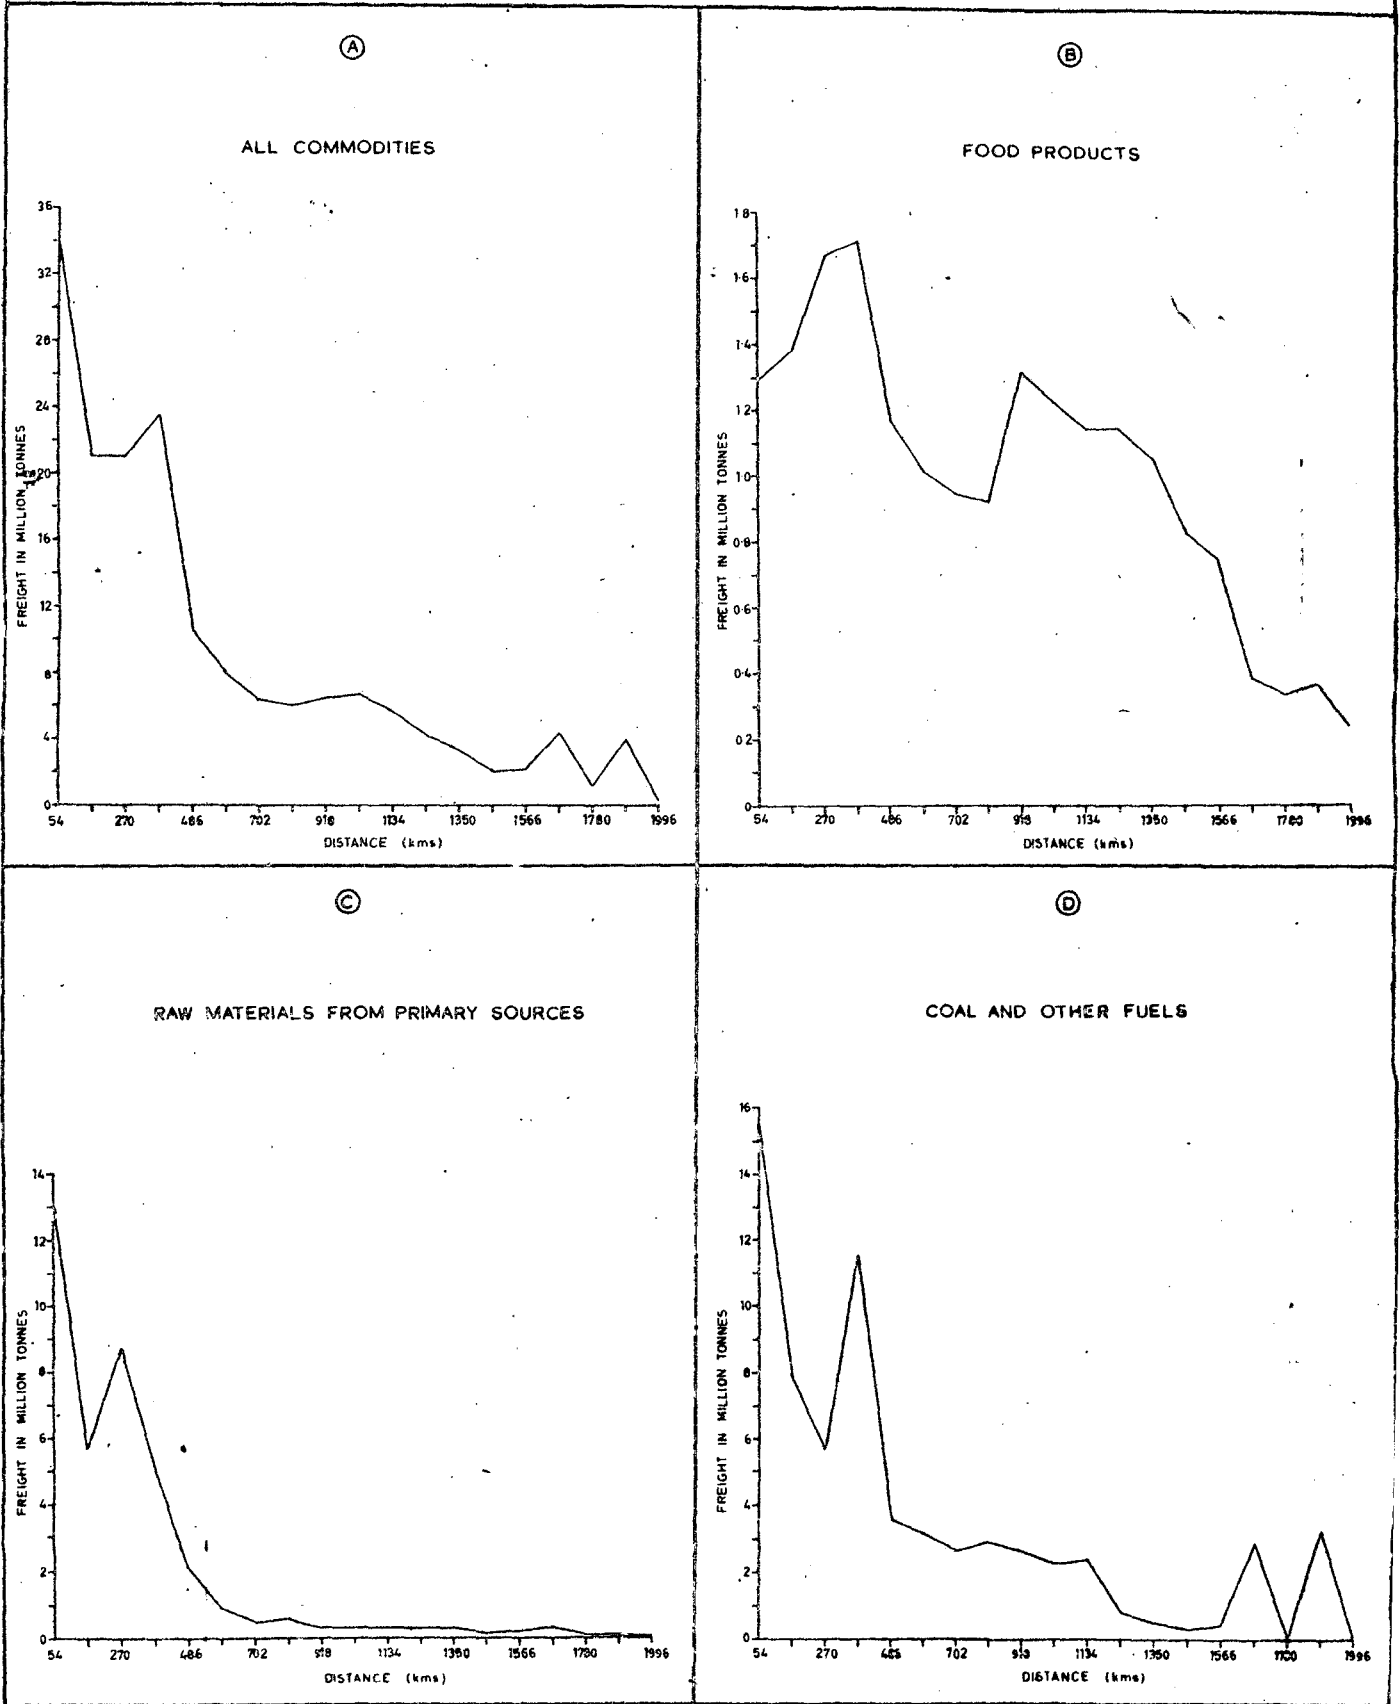 A
ALL COMMODITIES
36
32
28
24
20
16
12
8
4
0
FREIGHT IN MILLION TONNES
54 270 486 702 918 1134 1350 1566 1780 1996
DISTANCE (kms)
B
FOOD PRODUCTS
1.8
1.6
1.4
1.2
1.0
0.8
0.6
0.4
0.2
0
FREIGHT IN MILLION TONNES
54 270 486 702 918 1134 1350 1566 1780 1996
DISTANCE (kms)
C
RAW MATERIALS FROM PRIMARY SOURCES
14
12
10
8
6
4
2
0
FREIGHT IN MILLION TONNES
54 270 486 702 918 1134 1350 1566 1780 1996
DISTANCE (kms)
D
COAL AND OTHER FUELS
16
14
12
10
8
6
4
2
0
FREIGHT IN MILLION TONNES
54 270 486 702 918 1134 1350 1566 1780 1996
DISTANCE (kms)